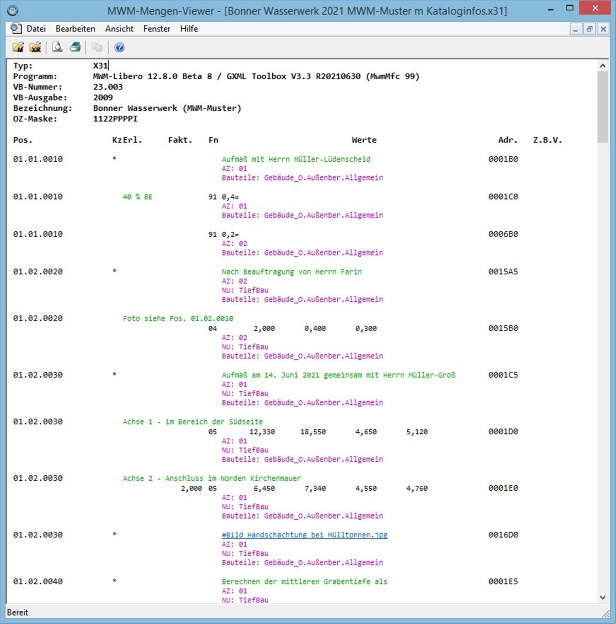 MWM-Mengen-Viewer - [Bonner Wasserwerk 2021 MWM-Muster m Kataloginfos.x31]
Datei Bearbeiten Ansicht Fenster Hilfe
Typ: X31
Programm: MWM-Libero 12.8.0 Beta 8 / GXML Toolbox V3.3 R20210630 (MwmMfc 99)
VB-Nummer: 23.003
VB-Ausgabe: 2009
Bezeichnung: Bonner Wasserwerk (MWM-Muster)
OZ-Maske: 1122PPPPI
Pos. KzErl. Fakt. Fn Werte Adr. Z.B.V.
01.01.0010 * Aufmaß mit Herrn Müller-Lüdenscheid 0001B0
AZ: 01
Bauteile: Gebäude_O.Außenber.Allgemein
01.01.0010 40 % BE 91 0,4= 0001C0
AZ: 01
Bauteile: Gebäude_O.Außenber.Allgemein
01.01.0010 91 0,2= 0006B0
AZ: 02
Bauteile: Gebäude_O.Außenber.Allgemein
01.02.0020 * Nach Beauftragung von Herrn Farin 0015A5
AZ: 02
NU: TiefBau
Bauteile: Gebäude_O.Außenber.Allgemein
01.02.0020 Foto siehe Pos. 01.02.0010
04 2,000 0,400 0,300 0015B0
AZ: 02
NU: TiefBau
Bauteile: Gebäude_O.Außenber.Allgemein
01.02.0030 * Aufmaß am 14. Juni 2021 gemeinsam mit Herrn Müller-Groß 0001C5
AZ: 01
NU: TiefBau
Bauteile: Gebäude_O.Außenber.Allgemein
01.02.0030 Achse 1 - im Bereich der Südseite
05 12,330 18,550 4,650 5,120 0001D0
AZ: 01
NU: TiefBau
Bauteile: Gebäude_O.Außenber.Allgemein
01.02.0030 Achse 2 - Anschluss im Norden Kirchenmauer
2,000 05 6,450 7,340 4,550 4,760 0001E0
AZ: 01
NU: TiefBau
Bauteile: Gebäude_O.Außenber.Allgemein
01.02.0030 * #Bild Handschachtung bei Mülltonnen.jpg 0016D0
AZ: 01
NU: TiefBau
Bauteile: Gebäude_O.Außenber.Allgemein
01.02.0040 * Berechnen der mittleren Grabentiefe als 0001E5
AZ: 01
NU: TiefBau
Bereit